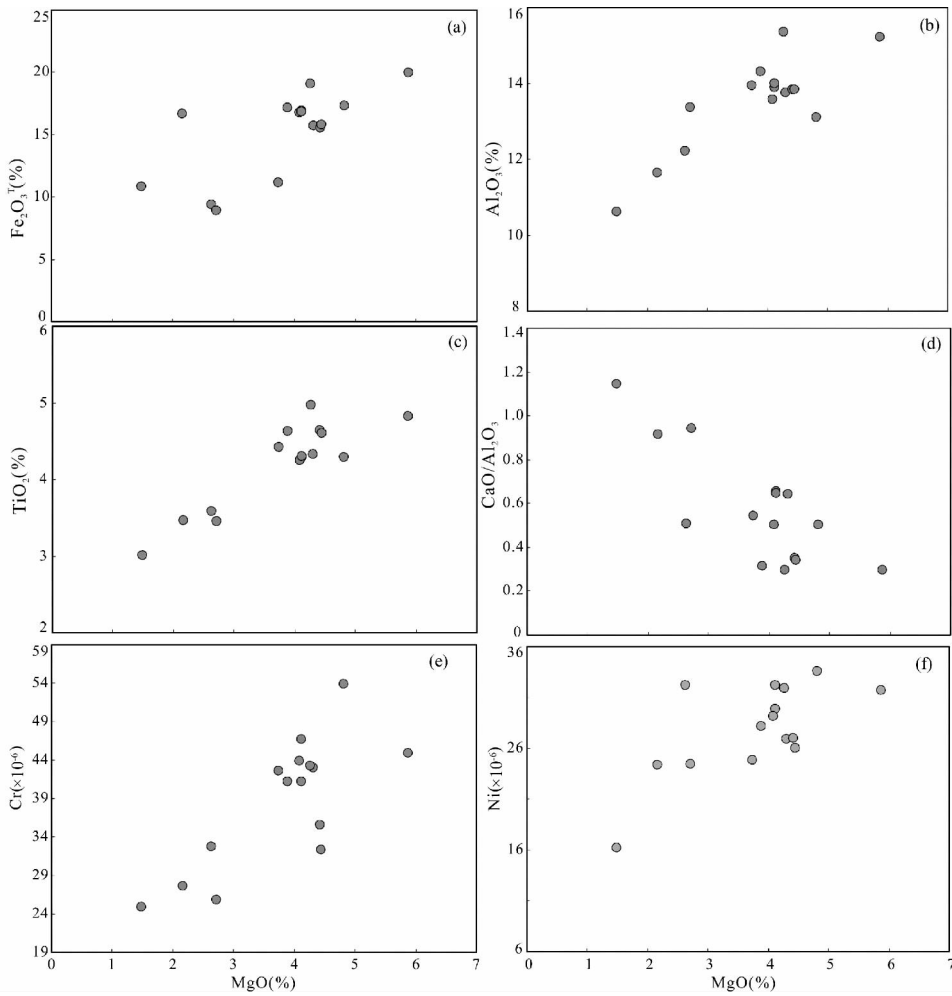 (a)
25
20
15
10
5
0
Fe₂O₃ᵀ(%)
(b)
16
14
12
10
8
Al₂O₃(%)
(c)
6
5
4
3
2
TiO₂(%)
(d)
1.4
1.2
1.0
0.8
0.6
0.4
0.2
0
CaO/Al₂O₃
(e)
59
54
49
44
39
34
29
24
19
Cr(×10⁻⁶)
0 1 2 3 4 5 6 7
MgO(%)
(f)
36
26
16
6
Ni(×10⁻⁶)
0 1 2 3 4 5 6 7
MgO(%)